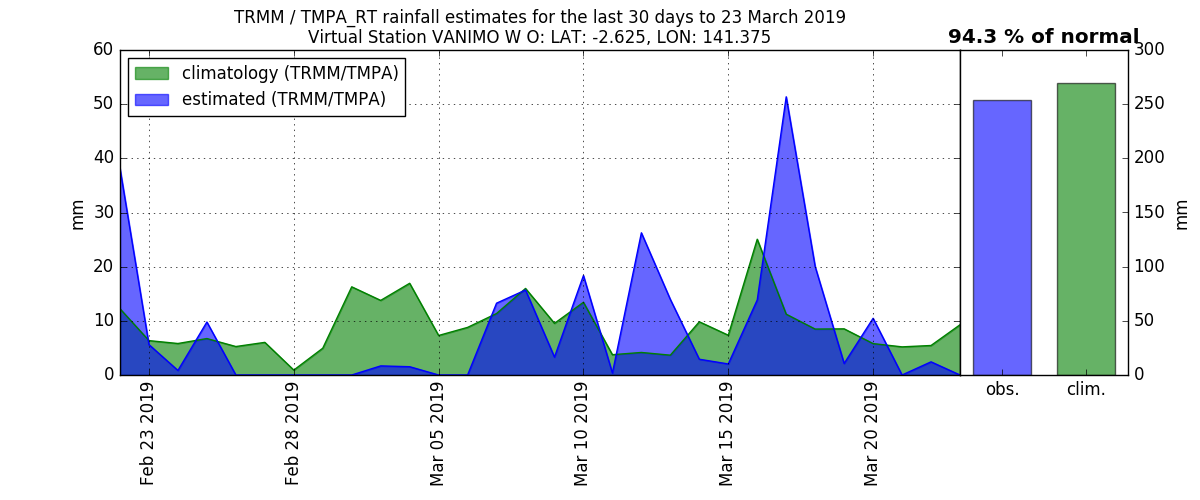 TRMM / TMPA_RT rainfall estimates for the last 30 days to 23 March 2019
Virtual Station VANIMO W O: LAT: -2.625, LON: 141.375
94.3 % of normal
climatology (TRMM/TMPA)
estimated (TRMM/TMPA)
60
50
40
30
20
10
0
mm
300
250
200
150
100
50
0
mm
Feb 23 2019
Feb 28 2019
Mar 05 2019
Mar 10 2019
Mar 15 2019
Mar 20 2019
obs.
clim.